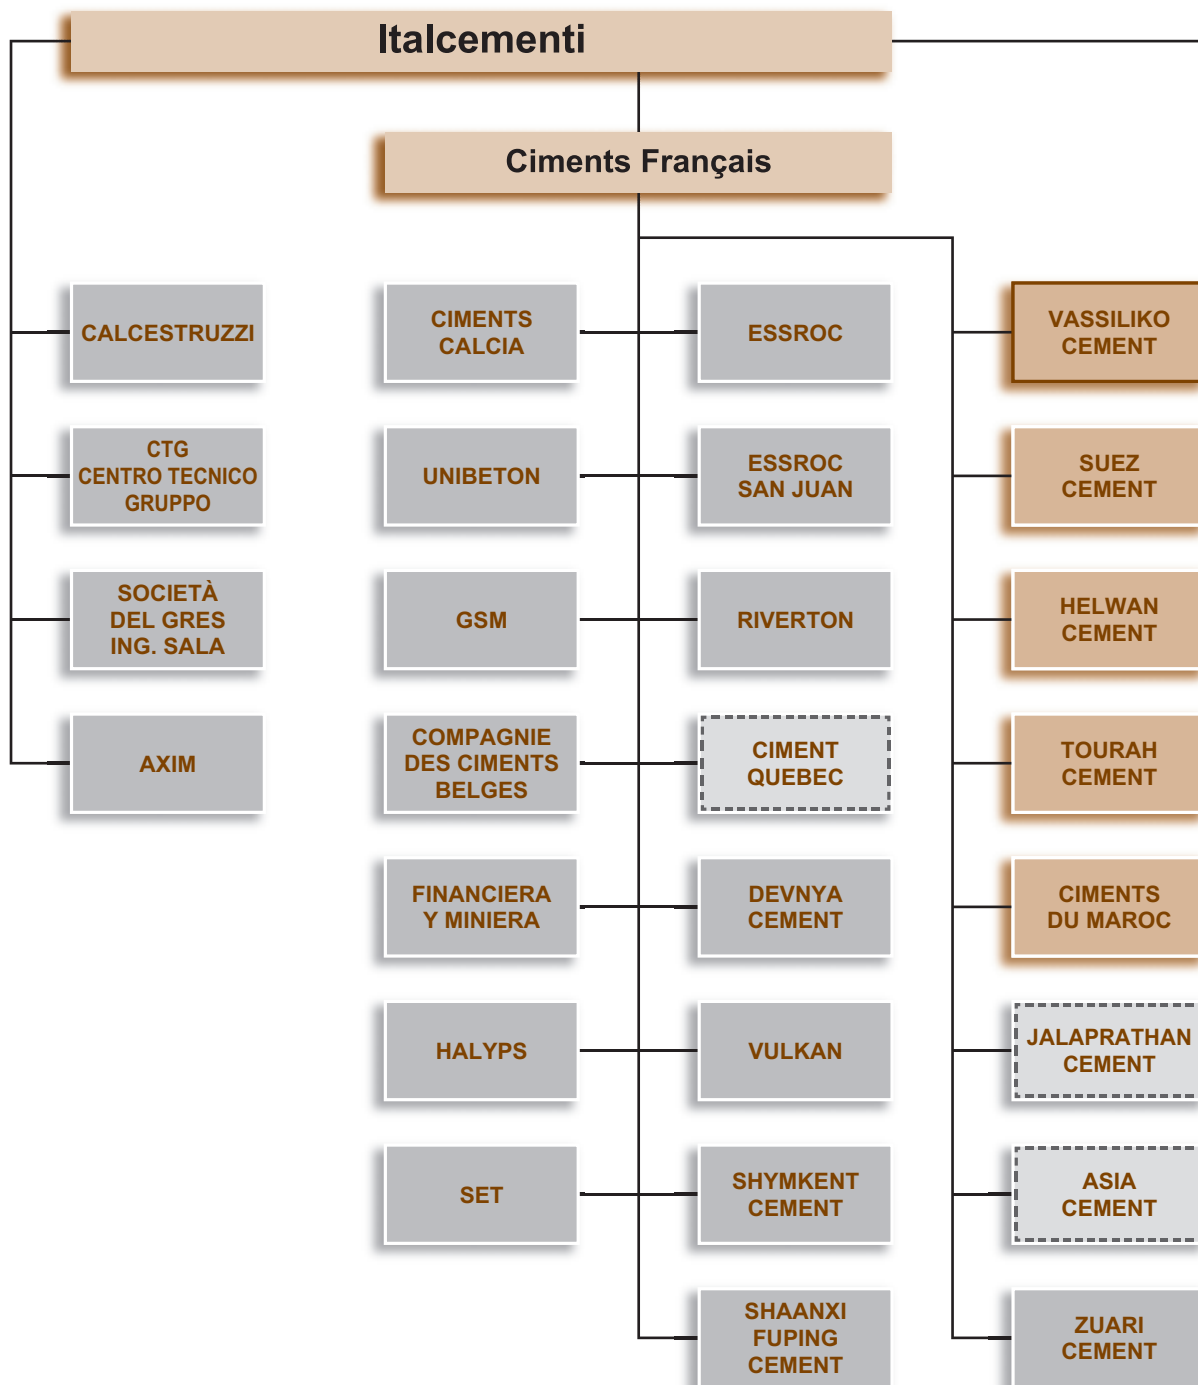 Italcementi
Ciments Français
CALCESTRUZZI
CTG
CENTRO TECNICO
GRUPPO
SOCIETÀ
DEL GRES
ING. SALA
AXIM
CIMENTS
CALCIA
UNIBETON
GSM
COMPAGNIE
DES CIMENTS
BELGES
FINANCIERA
Y MINIERA
HALYPS
SET
ESSROC
ESSROC
SAN JUAN
RIVERTON
CIMENT
QUEBEC
DEVNYA
CEMENT
VULKAN
SHYMKENT
CEMENT
SHAANXI
FUPING
CEMENT
VASSILIKO
CEMENT
SUEZ
CEMENT
HELWAN
CEMENT
TOURAH
CEMENT
CIMENTS
DU MAROC
JALAPRATHAN
CEMENT
ASIA
CEMENT
ZUARI
CEMENT